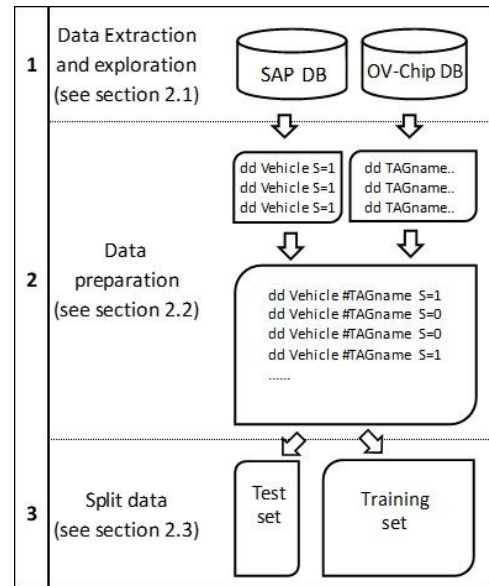 1
Data Extraction
and exploration
(see section 2.1)
SAP DB
OV-Chip DB
2
Data
preparation
(see section 2.2)
dd Vehicle S=1
dd Vehicle S=1
dd Vehicle S=1
dd TAGname..
dd TAGname..
dd TAGname..
dd Vehicle #TAGname S=1
dd Vehicle #TAGname S=0
dd Vehicle #TAGname S=0
dd Vehicle #TAGname S=1
......
3
Split data
(see section 2.3)
Test
set
Training
set